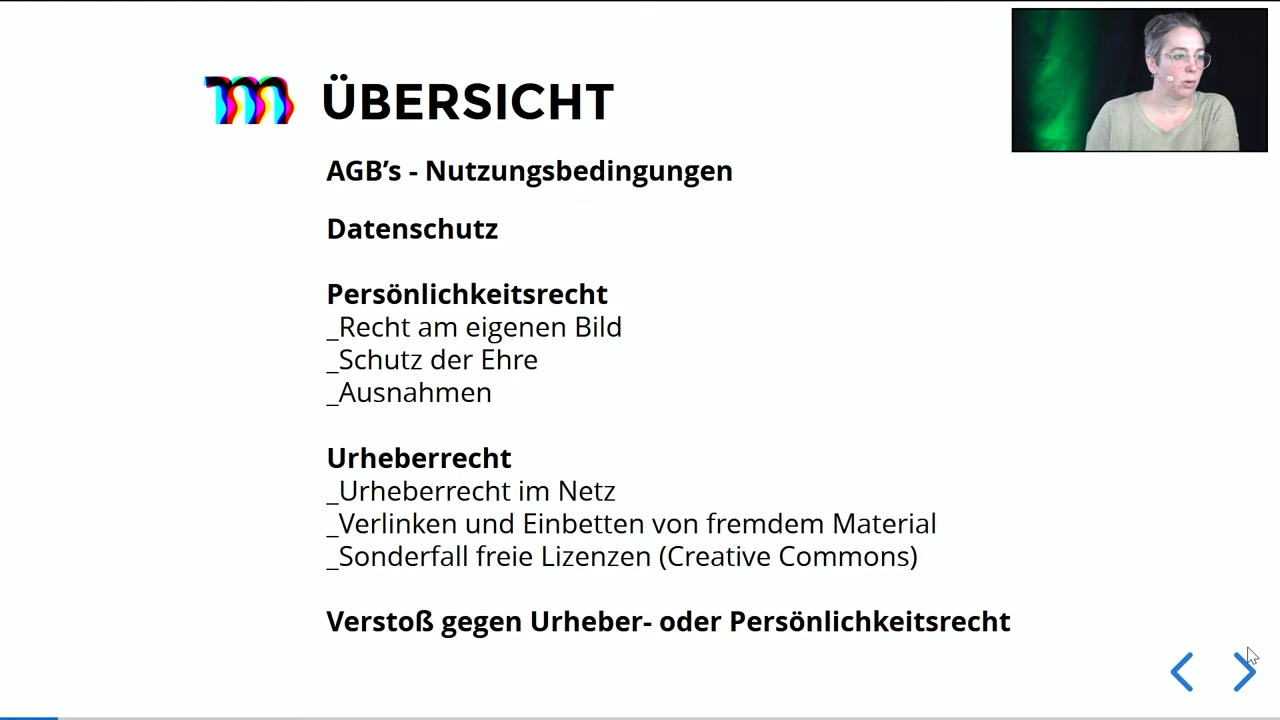 m ÜBERSICHT
AGB’s - Nutzungsbedingungen
Datenschutz
Persönlichkeitsrecht
_Recht am eigenen Bild
_Schutz der Ehre
_Ausnahmen
Urheberrecht
_Urheberrecht im Netz
_Verlinken und Einbetten von fremdem Material
_Sonderfall freie Lizenzen (Creative Commons)
Verstoß gegen Urheber- oder Persönlichkeitsrecht